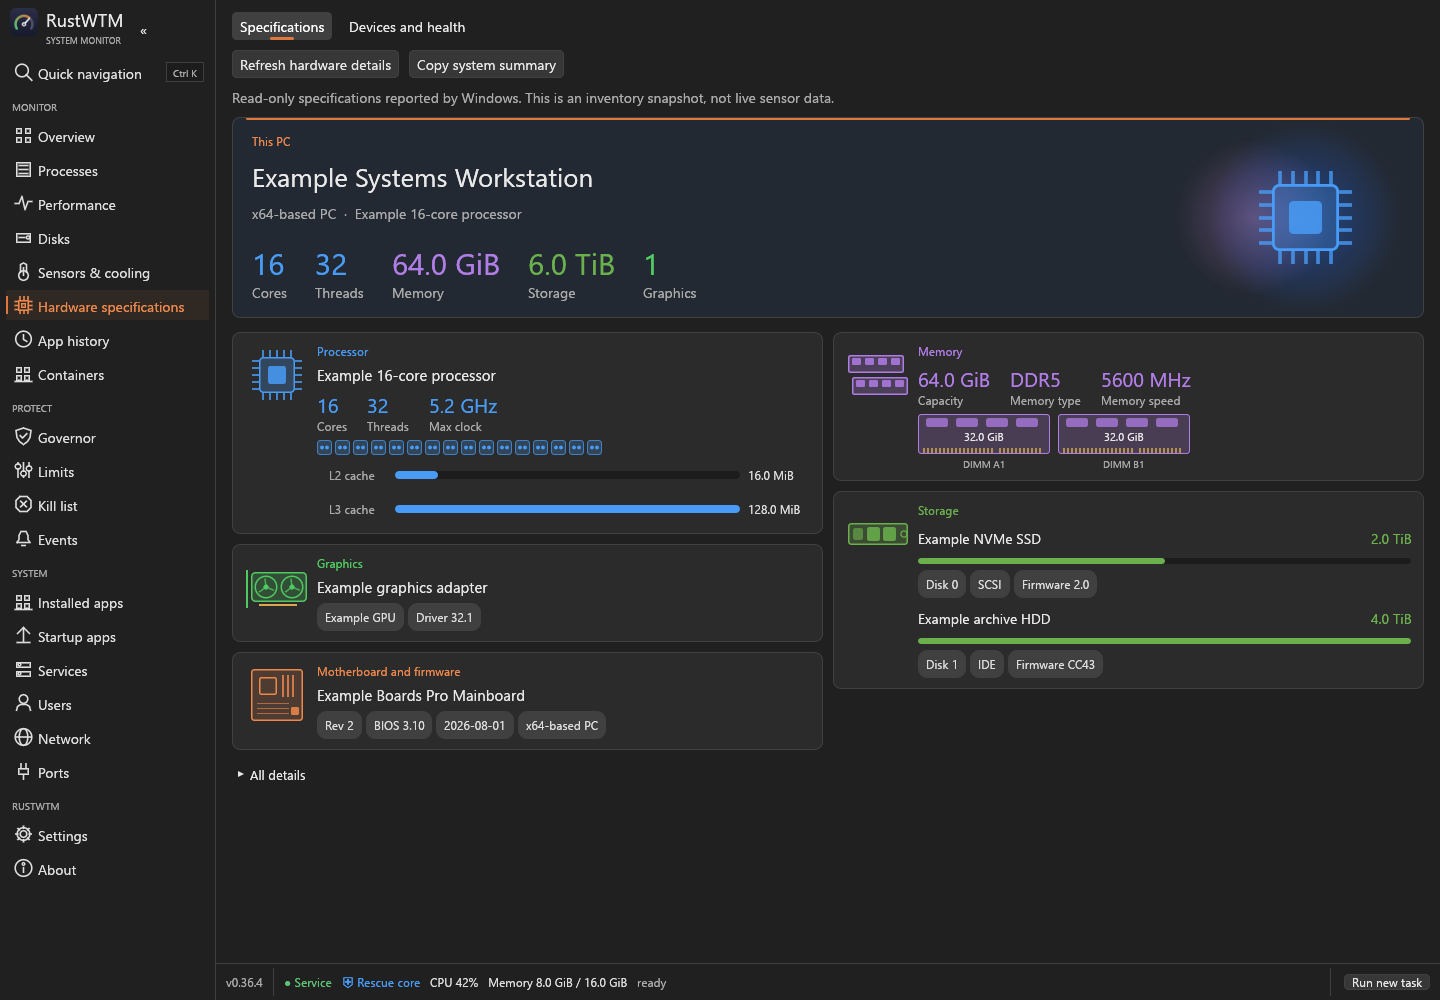 RustWTM
SYSTEM MONITOR
«
Quick navigation
Ctrl K
MONITOR
Overview
Processes
Performance
Disks
Sensors & cooling
Hardware specifications
App history
Containers
PROTECT
Governor
Limits
Kill list
Events
SYSTEM
Installed apps
Startup apps
Services
Users
Network
Ports
RUSTWTM
Settings
About
Specifications
Devices and health
Refresh hardware details
Copy system summary
Read-only specifications reported by Windows. This is an inventory snapshot, not live sensor data.
This PC
Example Systems Workstation
x64-based PC · Example 16-core processor
16 32 64.0 GiB 6.0 TiB 1
Cores Threads Memory Storage Graphics
Processor
Example 16-core processor
16 32 5.2 GHz
Cores Threads Max clock
L2 cache 16.0 MiB
L3 cache 128.0 MiB
Graphics
Example graphics adapter
Example GPU Driver 32.1
Motherboard and firmware
Example Boards Pro Mainboard
Rev 2 BIOS 3.10 2026-08-01 x64-based PC
All details
Memory
64.0 GiB DDR5 5600 MHz
Capacity Memory type Memory speed
32.0 GiB 32.0 GiB
DIMM A1 DIMM B1
Storage
Example NVMe SSD 2.0 TiB
Disk 0 SCSI Firmware 2.0
Example archive HDD 4.0 TiB
Disk 1 IDE Firmware CC43
v0.36.4 Service Rescue core CPU 42% Memory 8.0 GiB / 16.0 GiB ready
Run new task